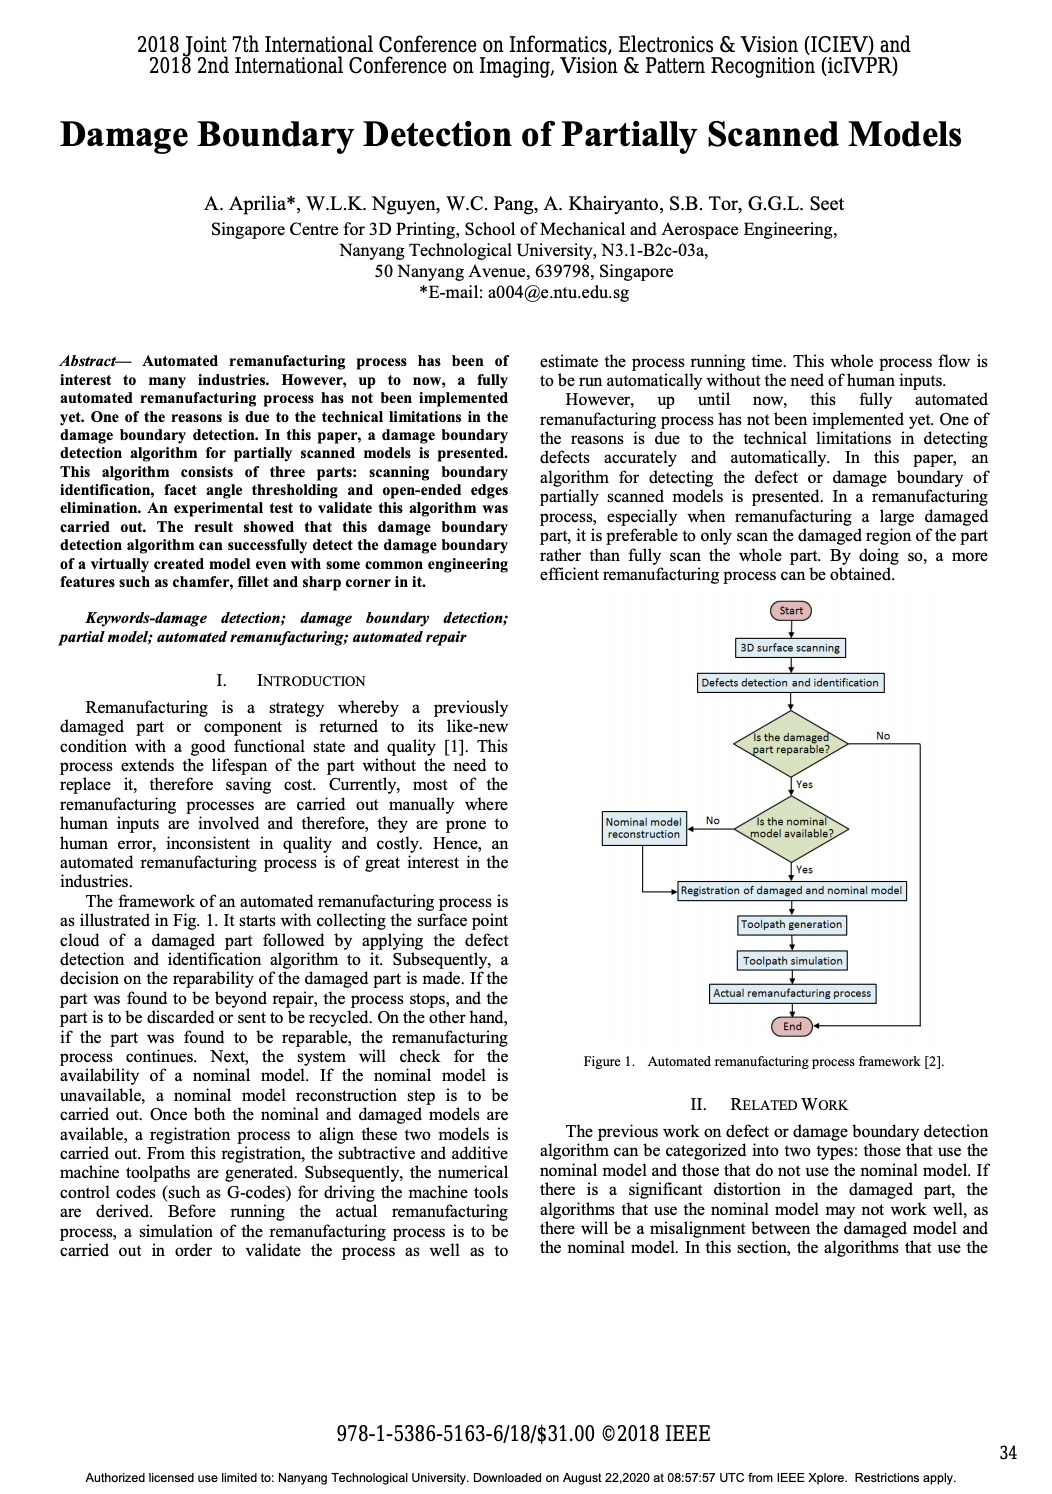 2018 Joint 7th International Conference on Informatics, Electronics & Vision (ICIEV) and
2018 2nd International Conference on Imaging, Vision & Pattern Recognition (icIVPR)
Damage Boundary Detection of Partially Scanned Models
A. Aprilia*, W.L.K. Nguyen, W.C. Pang, A. Khairyanto, S.B. Tor, G.G.L. Seet
Singapore Centre for 3D Printing, School of Mechanical and Aerospace Engineering,
Nanyang Technological University, N3.1-B2c-03a,
50 Nanyang Avenue, 639798, Singapore
*E-mail: a004@e.ntu.edu.sg
Abstract— Automated remanufacturing process has been of
interest to many industries. However, up to now, a fully
automated remanufacturing process has not been implemented
yet. One of the reasons is due to the technical limitations in the
damage boundary detection. In this paper, a damage boundary
detection algorithm for partially scanned models is presented.
This algorithm consists of three parts: scanning boundary
identification, facet angle thresholding and open-ended edges
elimination. An experimental test to validate this algorithm was
carried out. The result showed that this damage boundary
detection algorithm can successfully detect the damage boundary
of a virtually created model even with some common engineering
features such as chamfer, fillet and sharp corner in it.
Keywords-damage detection; damage boundary detection;
partial model; automated remanufacturing; automated repair
I. INTRODUCTION
Remanufacturing is a strategy whereby a previously
damaged part or component is returned to its like-new
condition with a good functional state and quality [1]. This
process extends the lifespan of the part without the need to
replace it, therefore saving cost. Currently, most of the
remanufacturing processes are carried out manually where
human inputs are involved and therefore, they are prone to
human error, inconsistent in quality and costly. Hence, an
automated remanufacturing process is of great interest in the
industries.
The framework of an automated remanufacturing process is
as illustrated in Fig. 1. It starts with collecting the surface point
cloud of a damaged part followed by applying the defect
detection and identification algorithm to it. Subsequently, a
decision on the reparability of the damaged part is made. If the
part was found to be beyond repair, the process stops, and the
part is to be discarded or sent to be recycled. On the other hand,
if the part was found to be reparable, the remanufacturing
process continues. Next, the system will check for the
availability of a nominal model. If the nominal model is
unavailable, a nominal model reconstruction step is to be
carried out. Once both the nominal and damaged models are
available, a registration process to align these two models is
carried out. From this registration, the subtractive and additive
machine toolpaths are generated. Subsequently, the numerical
control codes (such as G-codes) for driving the machine tools
are derived. Before running the actual remanufacturing
process, a simulation of the remanufacturing process is to be
carried out in order to validate the process as well as to
estimate the process running time. This whole process flow is
to be run automatically without the need of human inputs.
However, up until now, this fully automated
remanufacturing process has not been implemented yet. One of
the reasons is due to the technical limitations in detecting
defects accurately and automatically. In this paper, an
algorithm for detecting the defect or damage boundary of
partially scanned models is presented. In a remanufacturing
process, especially when remanufacturing a large damaged
part, it is preferable to only scan the damaged region of the part
rather than fully scan the whole part. By doing so, a more
efficient remanufacturing process can be obtained.
Start
3D surface scanning
Defects detection and identification
Is the damaged
part reparable?
No
Yes
Is the nominal
model available?
No
Nominal model
reconstruction
Yes
Registration of damaged and nominal model
Toolpath generation
Toolpath simulation
Actual remanufacturing process
End
Figure 1. Automated remanufacturing process framework [2].
II. RELATED WORK
The previous work on defect or damage boundary detection
algorithm can be categorized into two types: those that use the
nominal model and those that do not use the nominal model. If
there is a significant distortion in the damaged part, the
algorithms that use the nominal model may not work well, as
there will be a misalignment between the damaged model and
the nominal model. In this section, the algorithms that use the
978-1-5386-5163-6/18/$31.00 ©2018 IEEE
34
Authorized licensed use limited to: Nanyang Technological University. Downloaded on August 22,2020 at 08:57:57 UTC from IEEE Xplore. Restrictions apply.